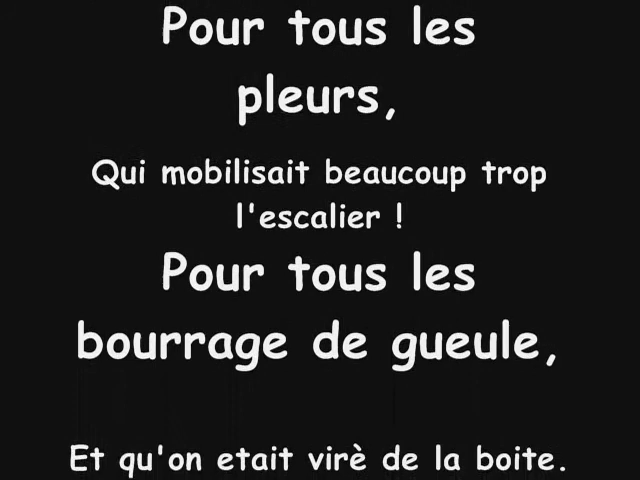 Pour tous les
pleurs,
Qui mobilisait beaucoup trop
l'escalier !
Pour tous les
bourrage de gueule,
Et qu'on etait virè de la boite.